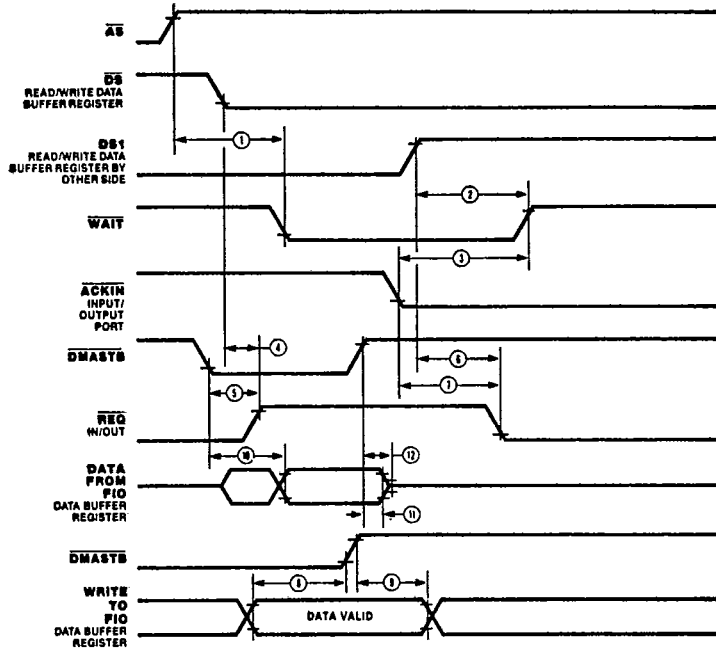 AS
DS
READ/WRITE DATA
BUFFER REGISTER
1
DS1
READ/WRITE DATA
BUFFER REGISTER BY
OTHER SIDE
2
WAIT
3
ACKIN
INPUT/
OUTPUT
PORT
4
DMASTB
6
5
7
REQ
IN/OUT
10
12
DATA
FROM
FIO
DATA BUFFER
REGISTER
11
DMASTB
8
9
WRITE
TO
FIO
DATA BUFFER
REGISTER
DATA VALID